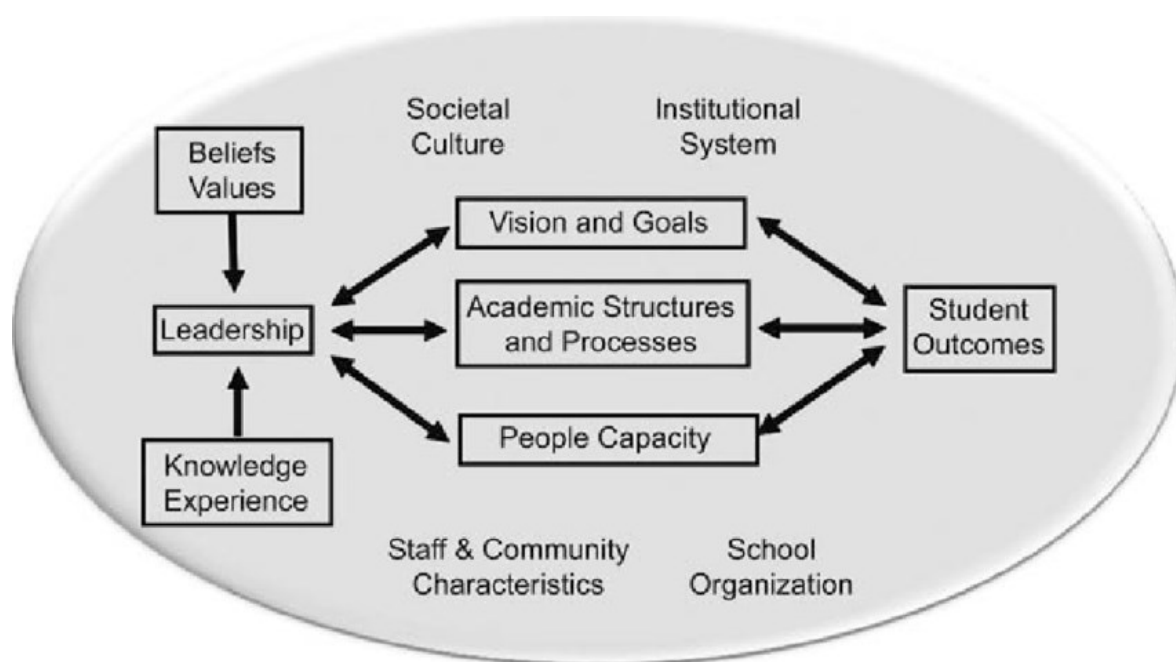 Societal
Culture
Institutional
System
Beliefs
Values
Vision and Goals
Leadership
Academic Structures
and Processes
Student
Outcomes
People Capacity
Knowledge
Experience
Staff & Community
Characteristics
School
Organization